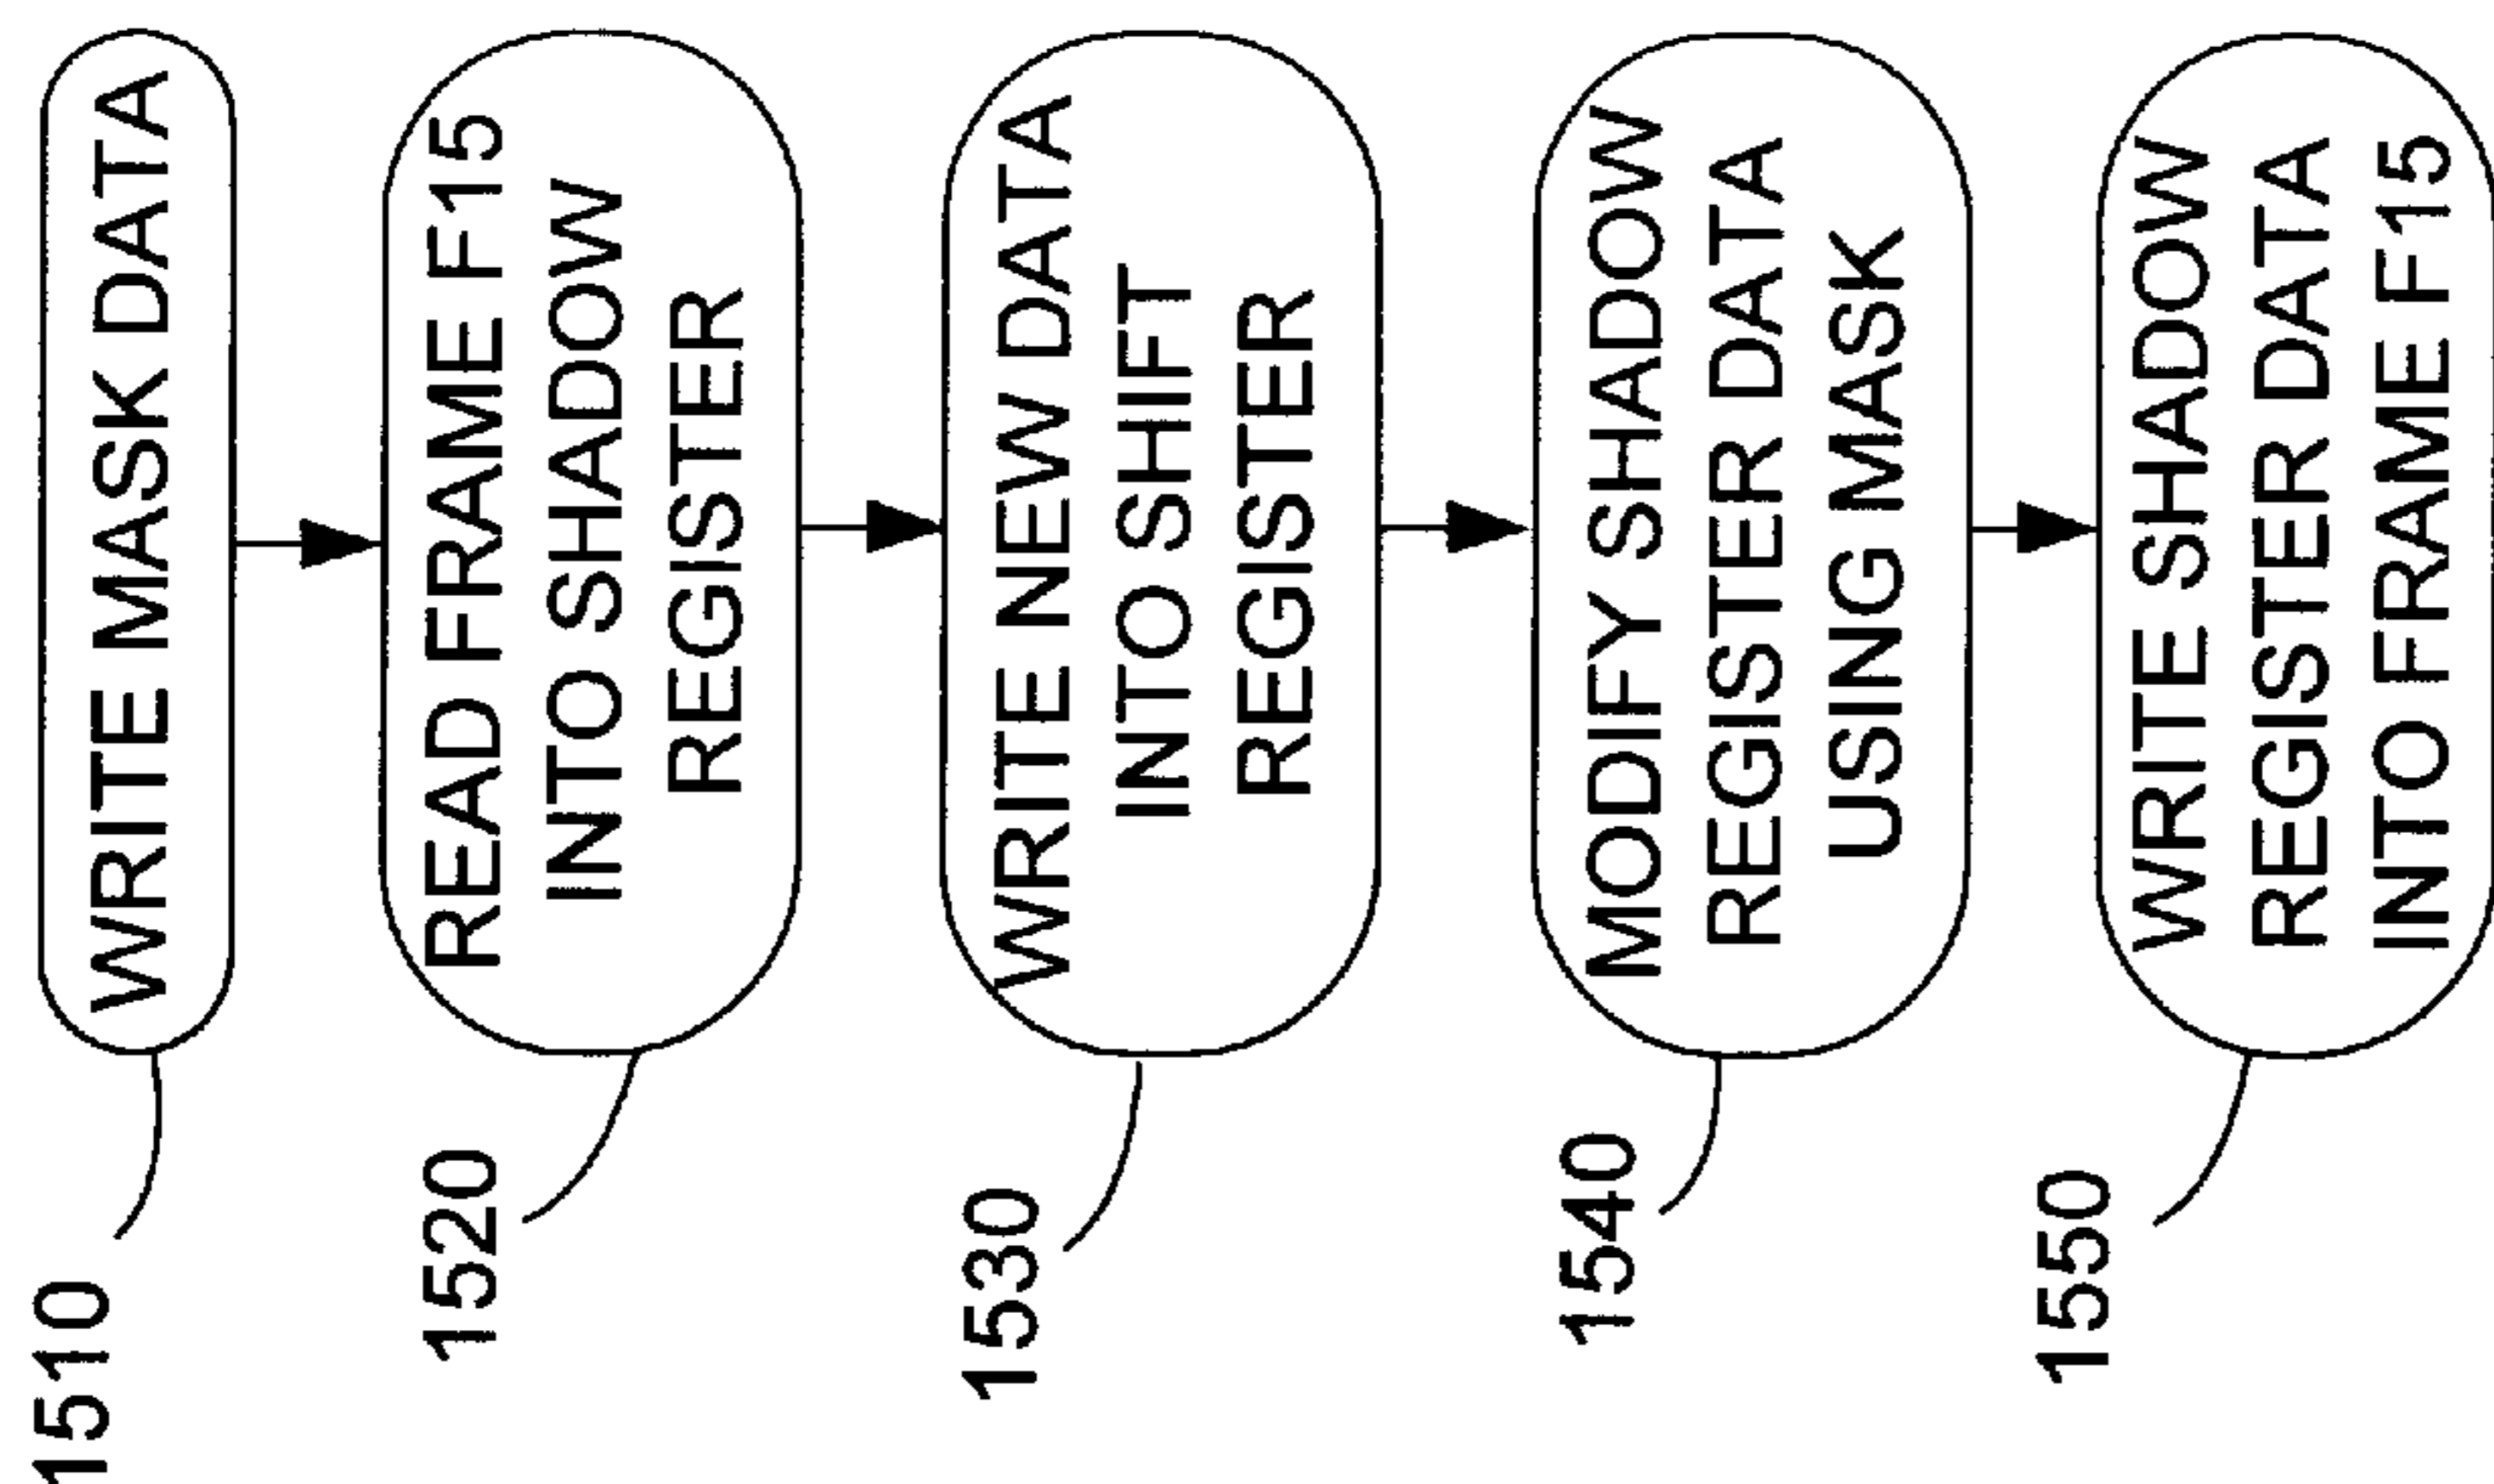 1510
WRITE MASK DATA
1520
READ FRAME F15
INTO SHADOW
REGISTER
1530
WRITE NEW DATA
INTO SHIFT
REGISTER
1540
MODIFY SHADOW
REGISTER DATA
USING MASK
1550
WRITE SHADOW
REGISTER DATA
INTO FRAME F15